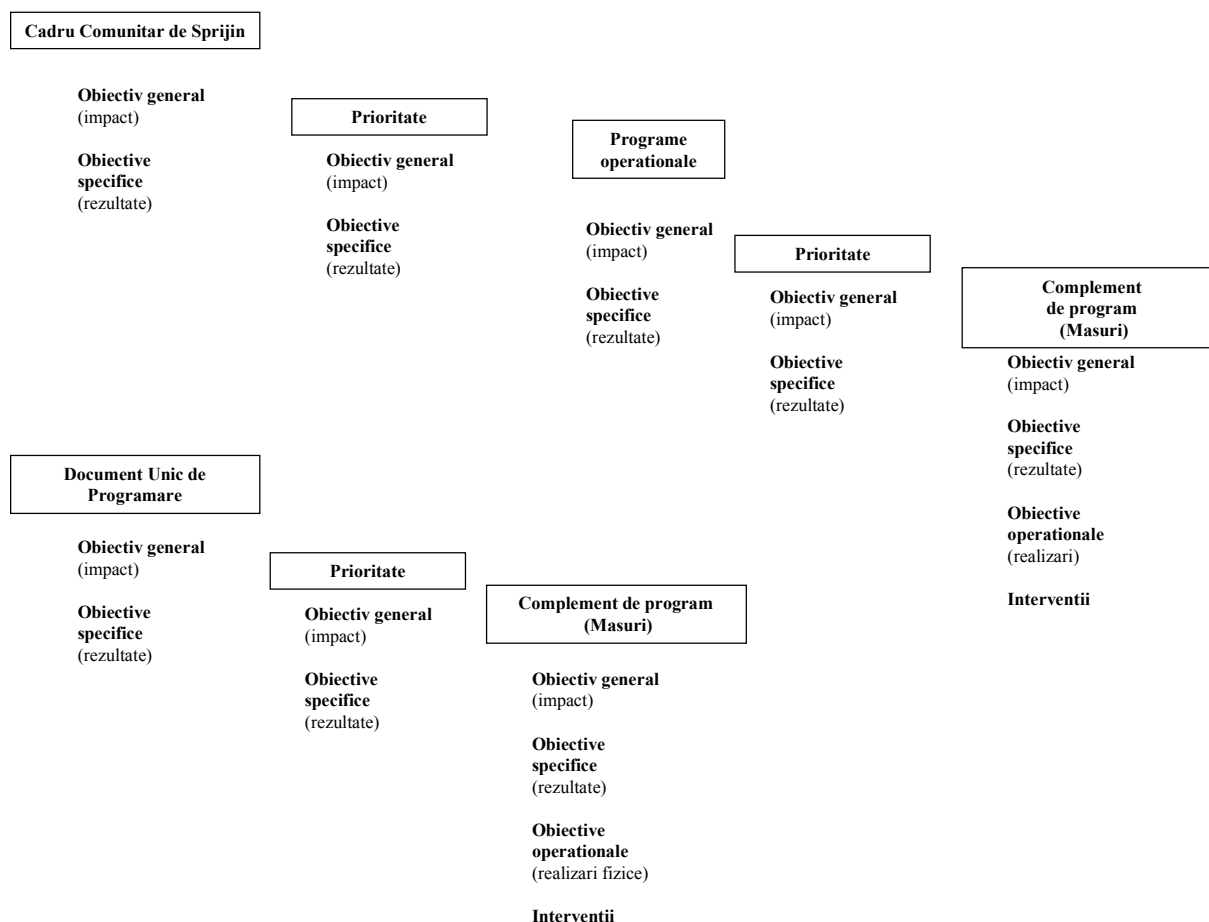 Cadru Comunitar de Sprijin
Obiectiv general
(impact)
Obiective
specifice
(rezultate)
Prioritate
Obiectiv general
(impact)
Obiective
specifice
(rezultate)
Programe
operationale
Obiectiv general
(impact)
Obiective
specifice
(rezultate)
Prioritate
Obiectiv general
(impact)
Obiective
specifice
(rezultate)
Complement
de program
(Masuri)
Obiectiv general
(impact)
Obiective
specifice
(rezultate)
Obiective
operationale
(realizari)
Interventii
Document Unic de
Programare
Obiectiv general
(impact)
Obiective
specifice
(rezultate)
Prioritate
Obiectiv general
(impact)
Obiective
specifice
(rezultate)
Complement de program
(Masuri)
Obiectiv general
(impact)
Obiective
specifice
(rezultate)
Obiective
operationale
(realizari fizice)
Interventii